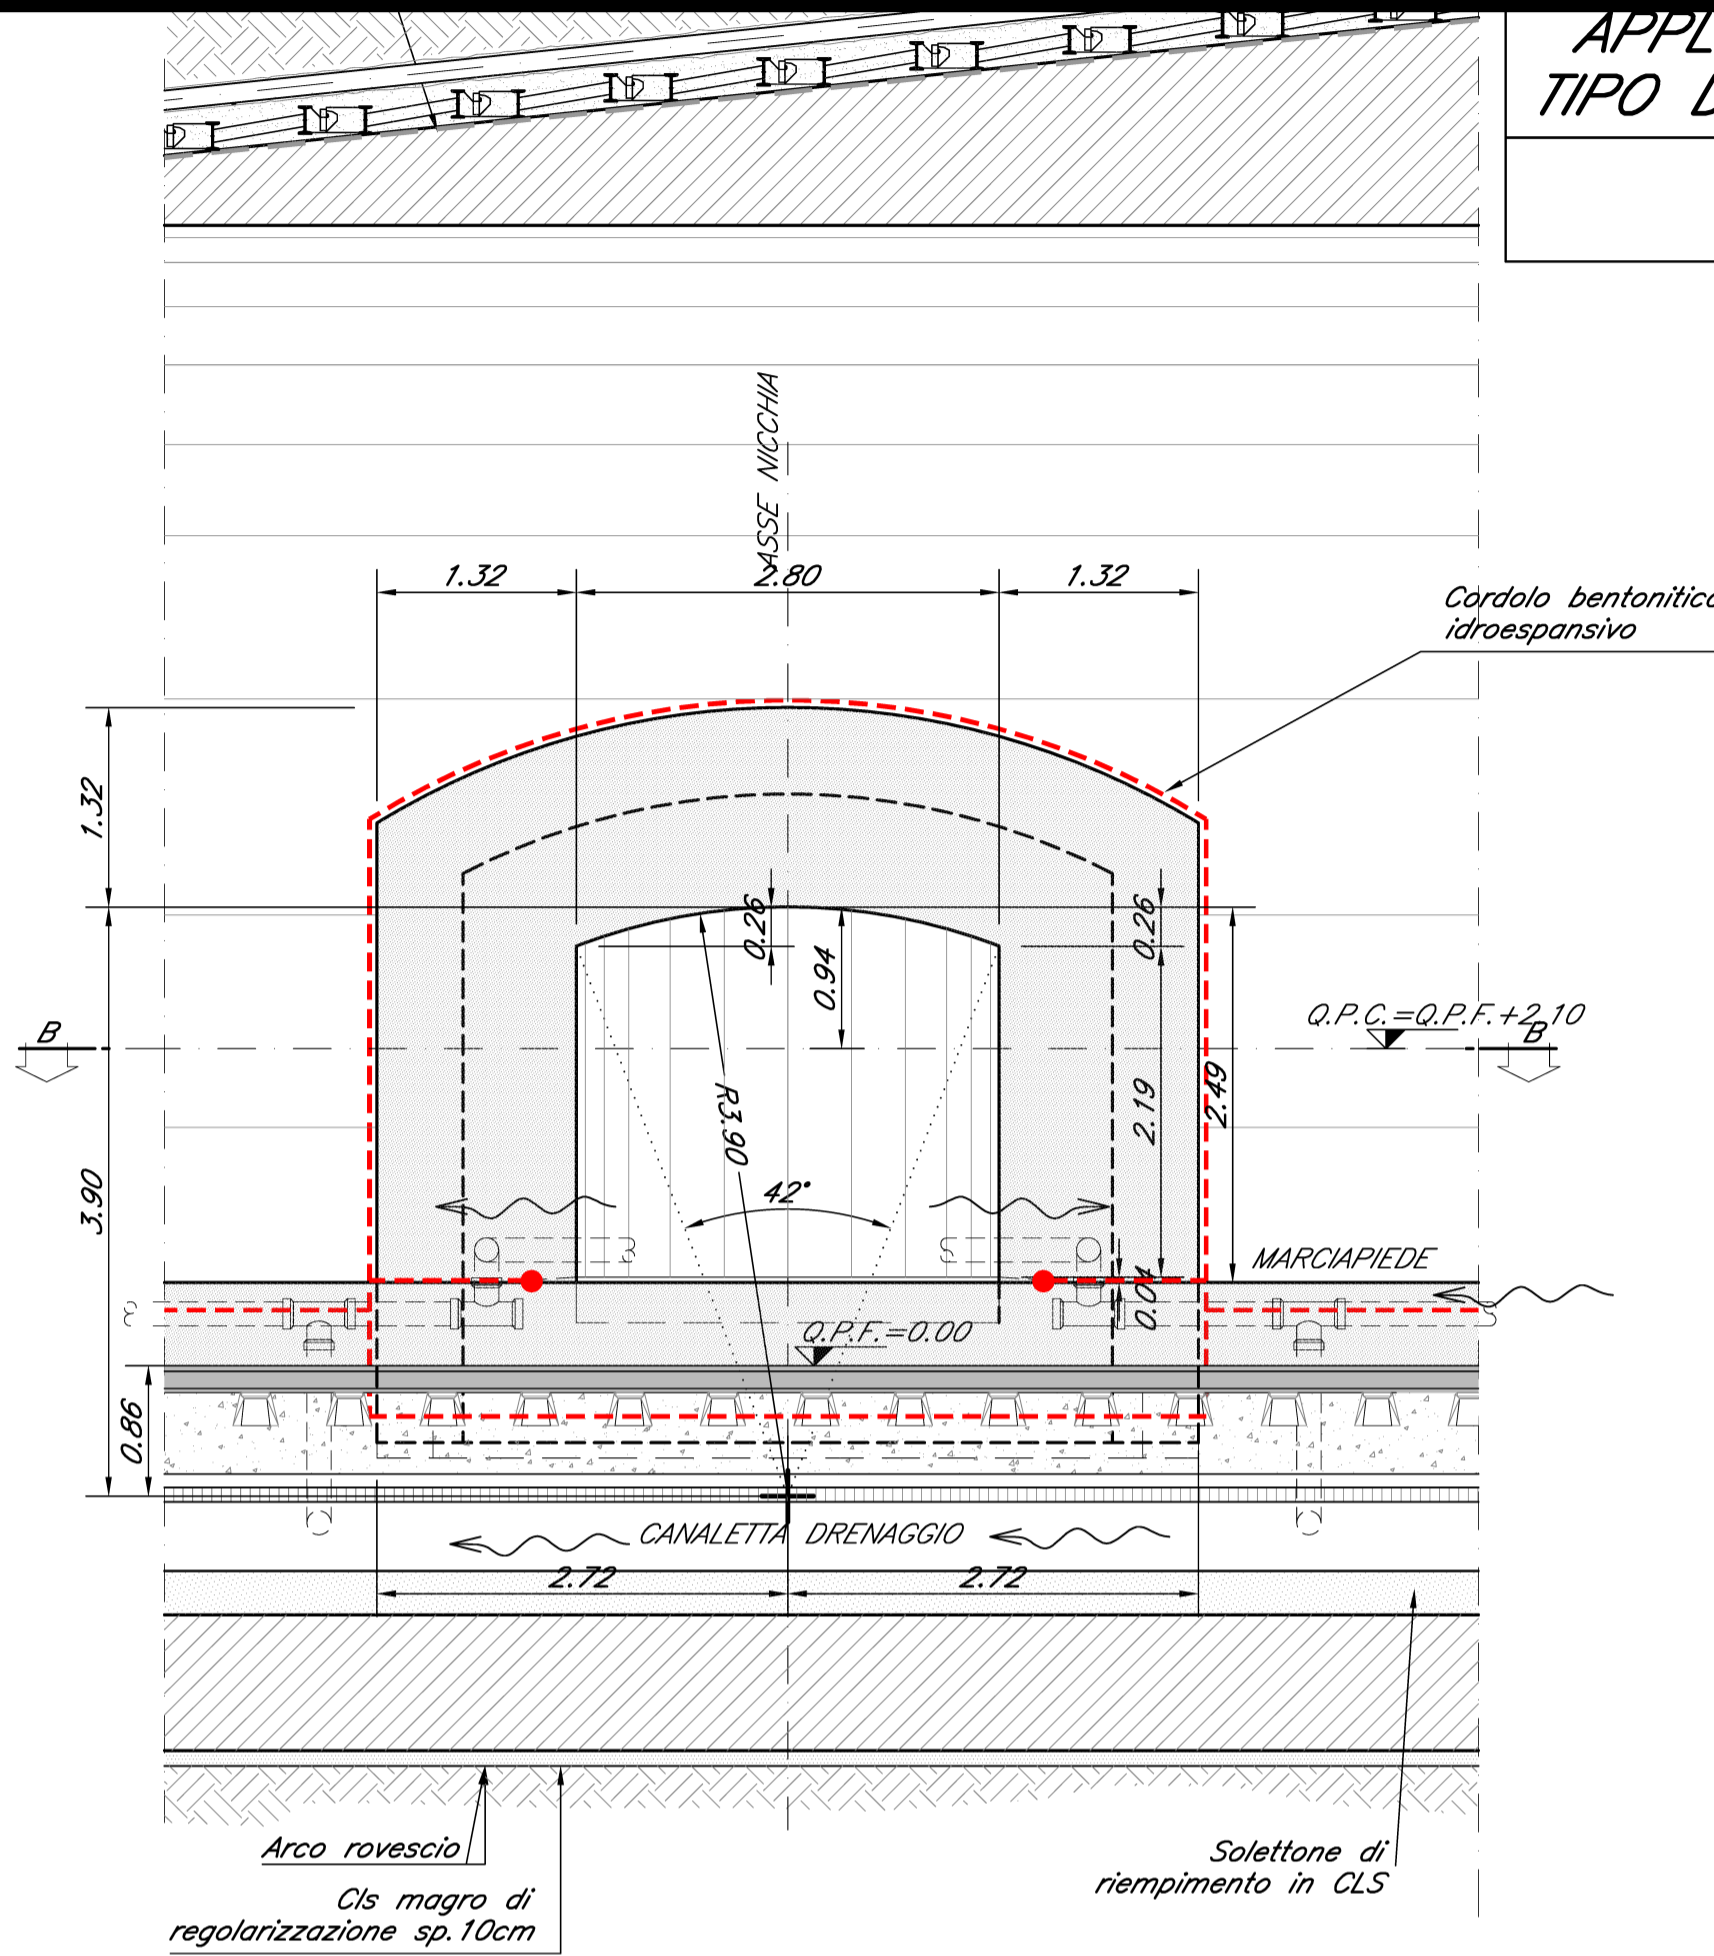 APPL
TIPO D
ASSE NICCHIA
1.32
2.80
1.32
Cordolo bentonitico
idroespansivo
1.32
0.26
0.26
0.94
Q.P.C.=Q.P.F.+2.10
B
B
R3.90
2.19
2.49
3.90
42°
MARCIAPIEDE
0.04
Q.P.F.=0.00
0.86
CANALETTA DRENAGGIO
2.72
2.72
Arco rovescio
Solettone di
riempimento in CLS
Cls magro di
regolarizzazione sp.10cm